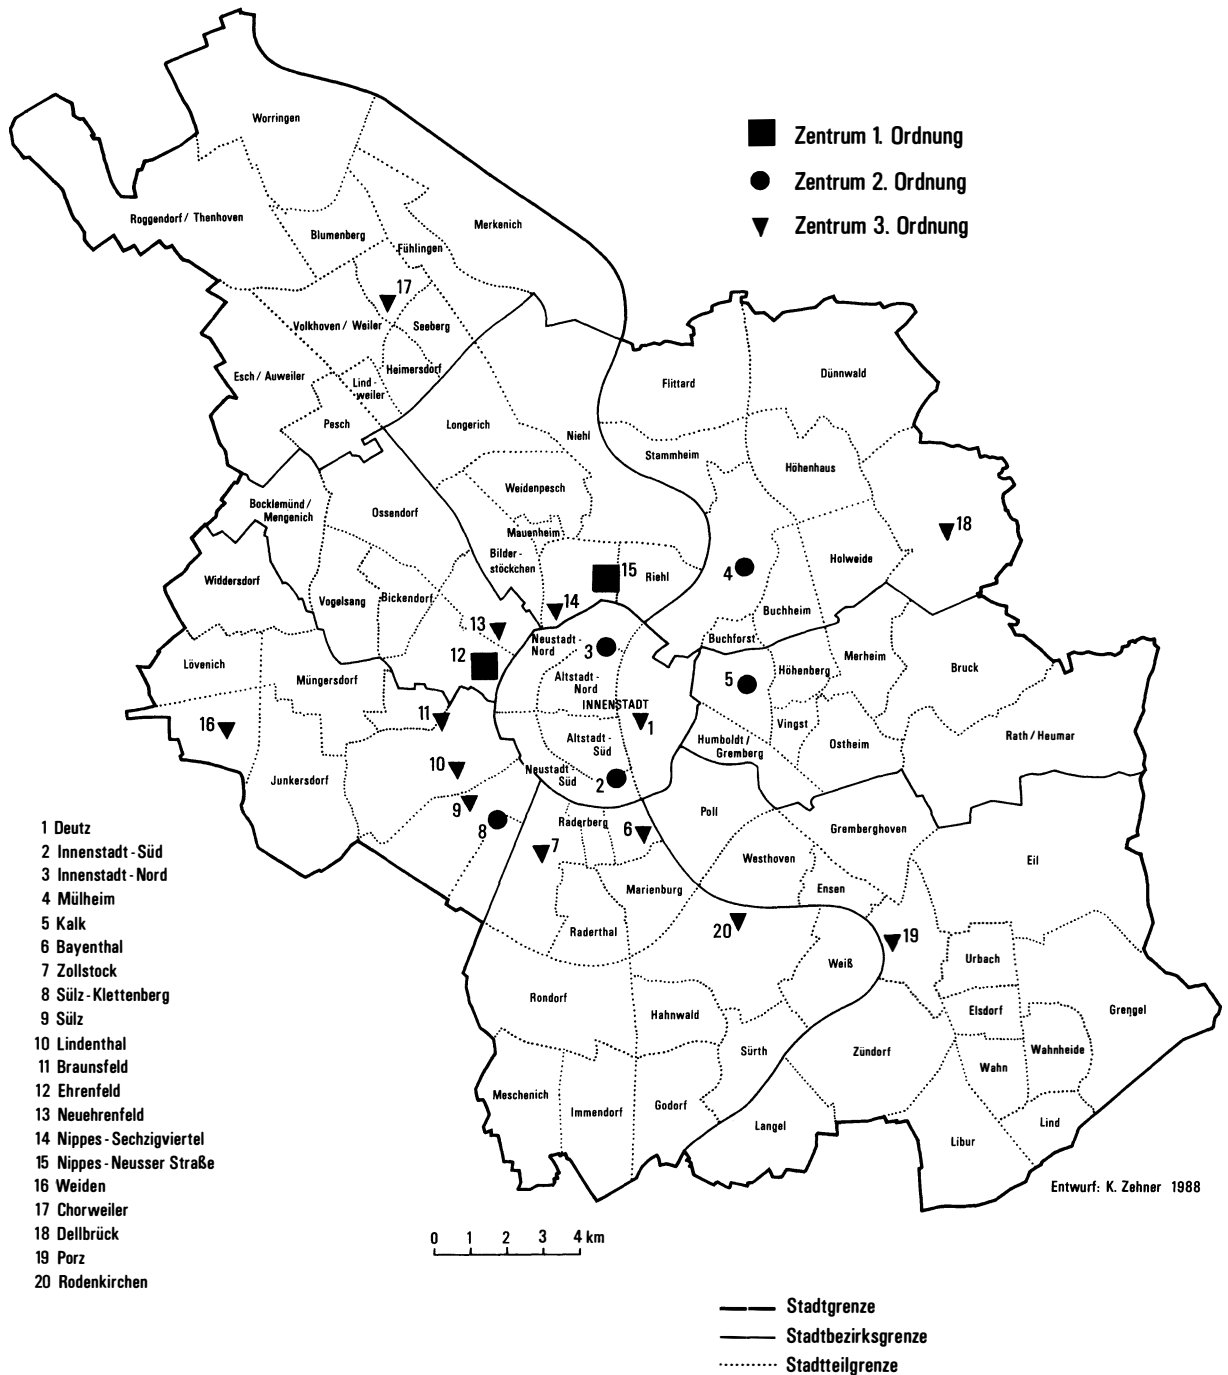 Worringen
Zentrum 1. Ordnung
Zentrum 2. Ordnung
Zentrum 3. Ordnung
Roggendorf / Thenhoven
Blumenberg
Merkenich
Fühlingen
17
Volkhoven / Weiler
Seeberg
Esch / Auweiler
Heimersdorf
Lind-
weiler
Flittard
Dünnwald
Pesch
Longerich
Niehl
Stammheim
Höhenhaus
Weidenpesch
Bocklemünd /
Mengenich
Ossendorf
Mauenheim
18
Bilder-
stöckchen
Holweide
Widdersdorf
15
Riehl
4
Vogelsang
Bickendorf
14
Buchheim
13
Neustadt-
Nord
3
Buchforst
12
Lövenich
Müngersdorf
Altstadt-
Nord
5
Höhenberg
Merheim
Bruck
INNENSTADT
16
11
1
Vingst
Altstadt-
Süd
Humboldt /
Gremberg
Ostheim
Rath / Heumar
10
Neustadt-
Süd
2
Junkersdorf
9
8
Raderberg
6
Poll
Gremberghoven
7
Westhoven
Eil
Marienburg
Ensen
Raderthal
20
19
Weiß
Urbach
Rondorf
Hahnwald
Elsdorf
Grengel
Sürth
Zündorf
Wahn
Wahnheide
Meschenich
Immendorf
Godorf
Langel
Libur
Lind
1 Deutz
2 Innenstadt-Süd
3 Innenstadt-Nord
4 Mülheim
5 Kalk
6 Bayenthal
7 Zollstock
8 Sülz-Klettenberg
9 Sülz
10 Lindenthal
11 Braunsfeld
12 Ehrenfeld
13 Neuehrenfeld
14 Nippes-Sechzigviertel
15 Nippes-Neusser Straße
16 Weiden
17 Chorweiler
18 Dellbrück
19 Porz
20 Rodenkirchen
Entwurf: K. Zehner 1988
0 1 2 3 4 km
Stadtgrenze
Stadtbezirksgrenze
Stadtteilgrenze